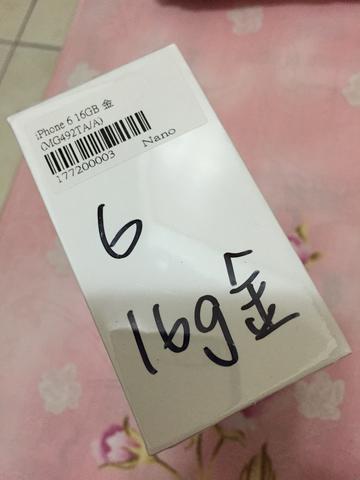 iPhone 6 16GB 金
(MG492TA/A)
177200003
Nano
6
16g金